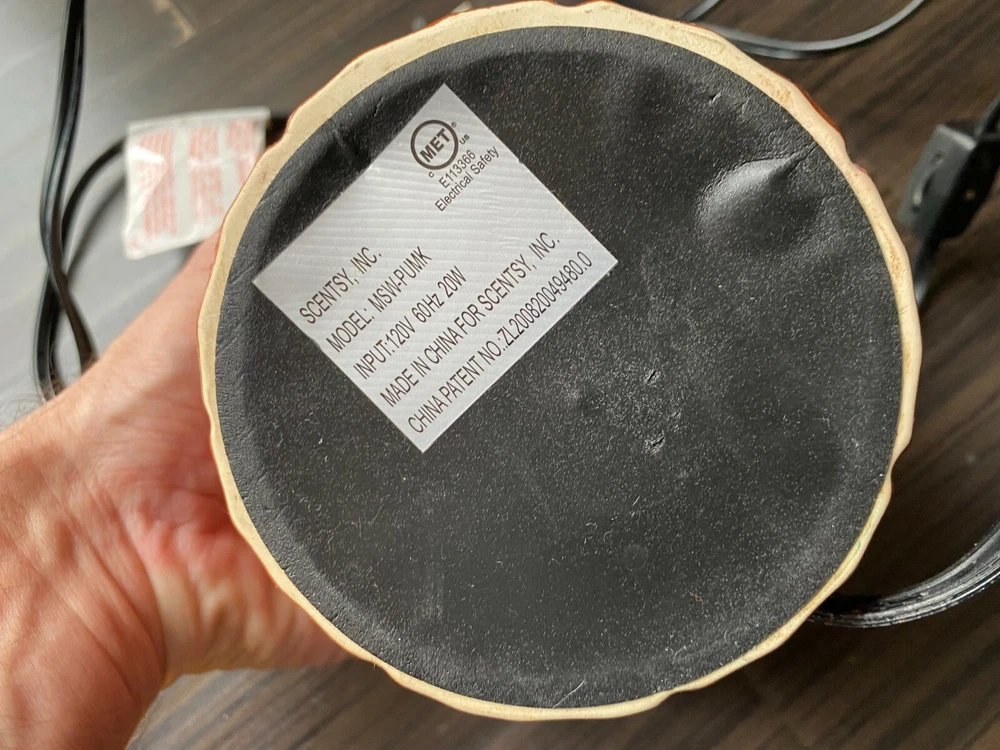 MET®
c us
E113366
Electrical Safety
SCENTSY, INC.
MODEL: MSW-PUMK
INPUT:120V 60Hz 20W
MADE IN CHINA FOR SCENTSY, INC.
CHINA PATENT NO.:ZL200820049480.0